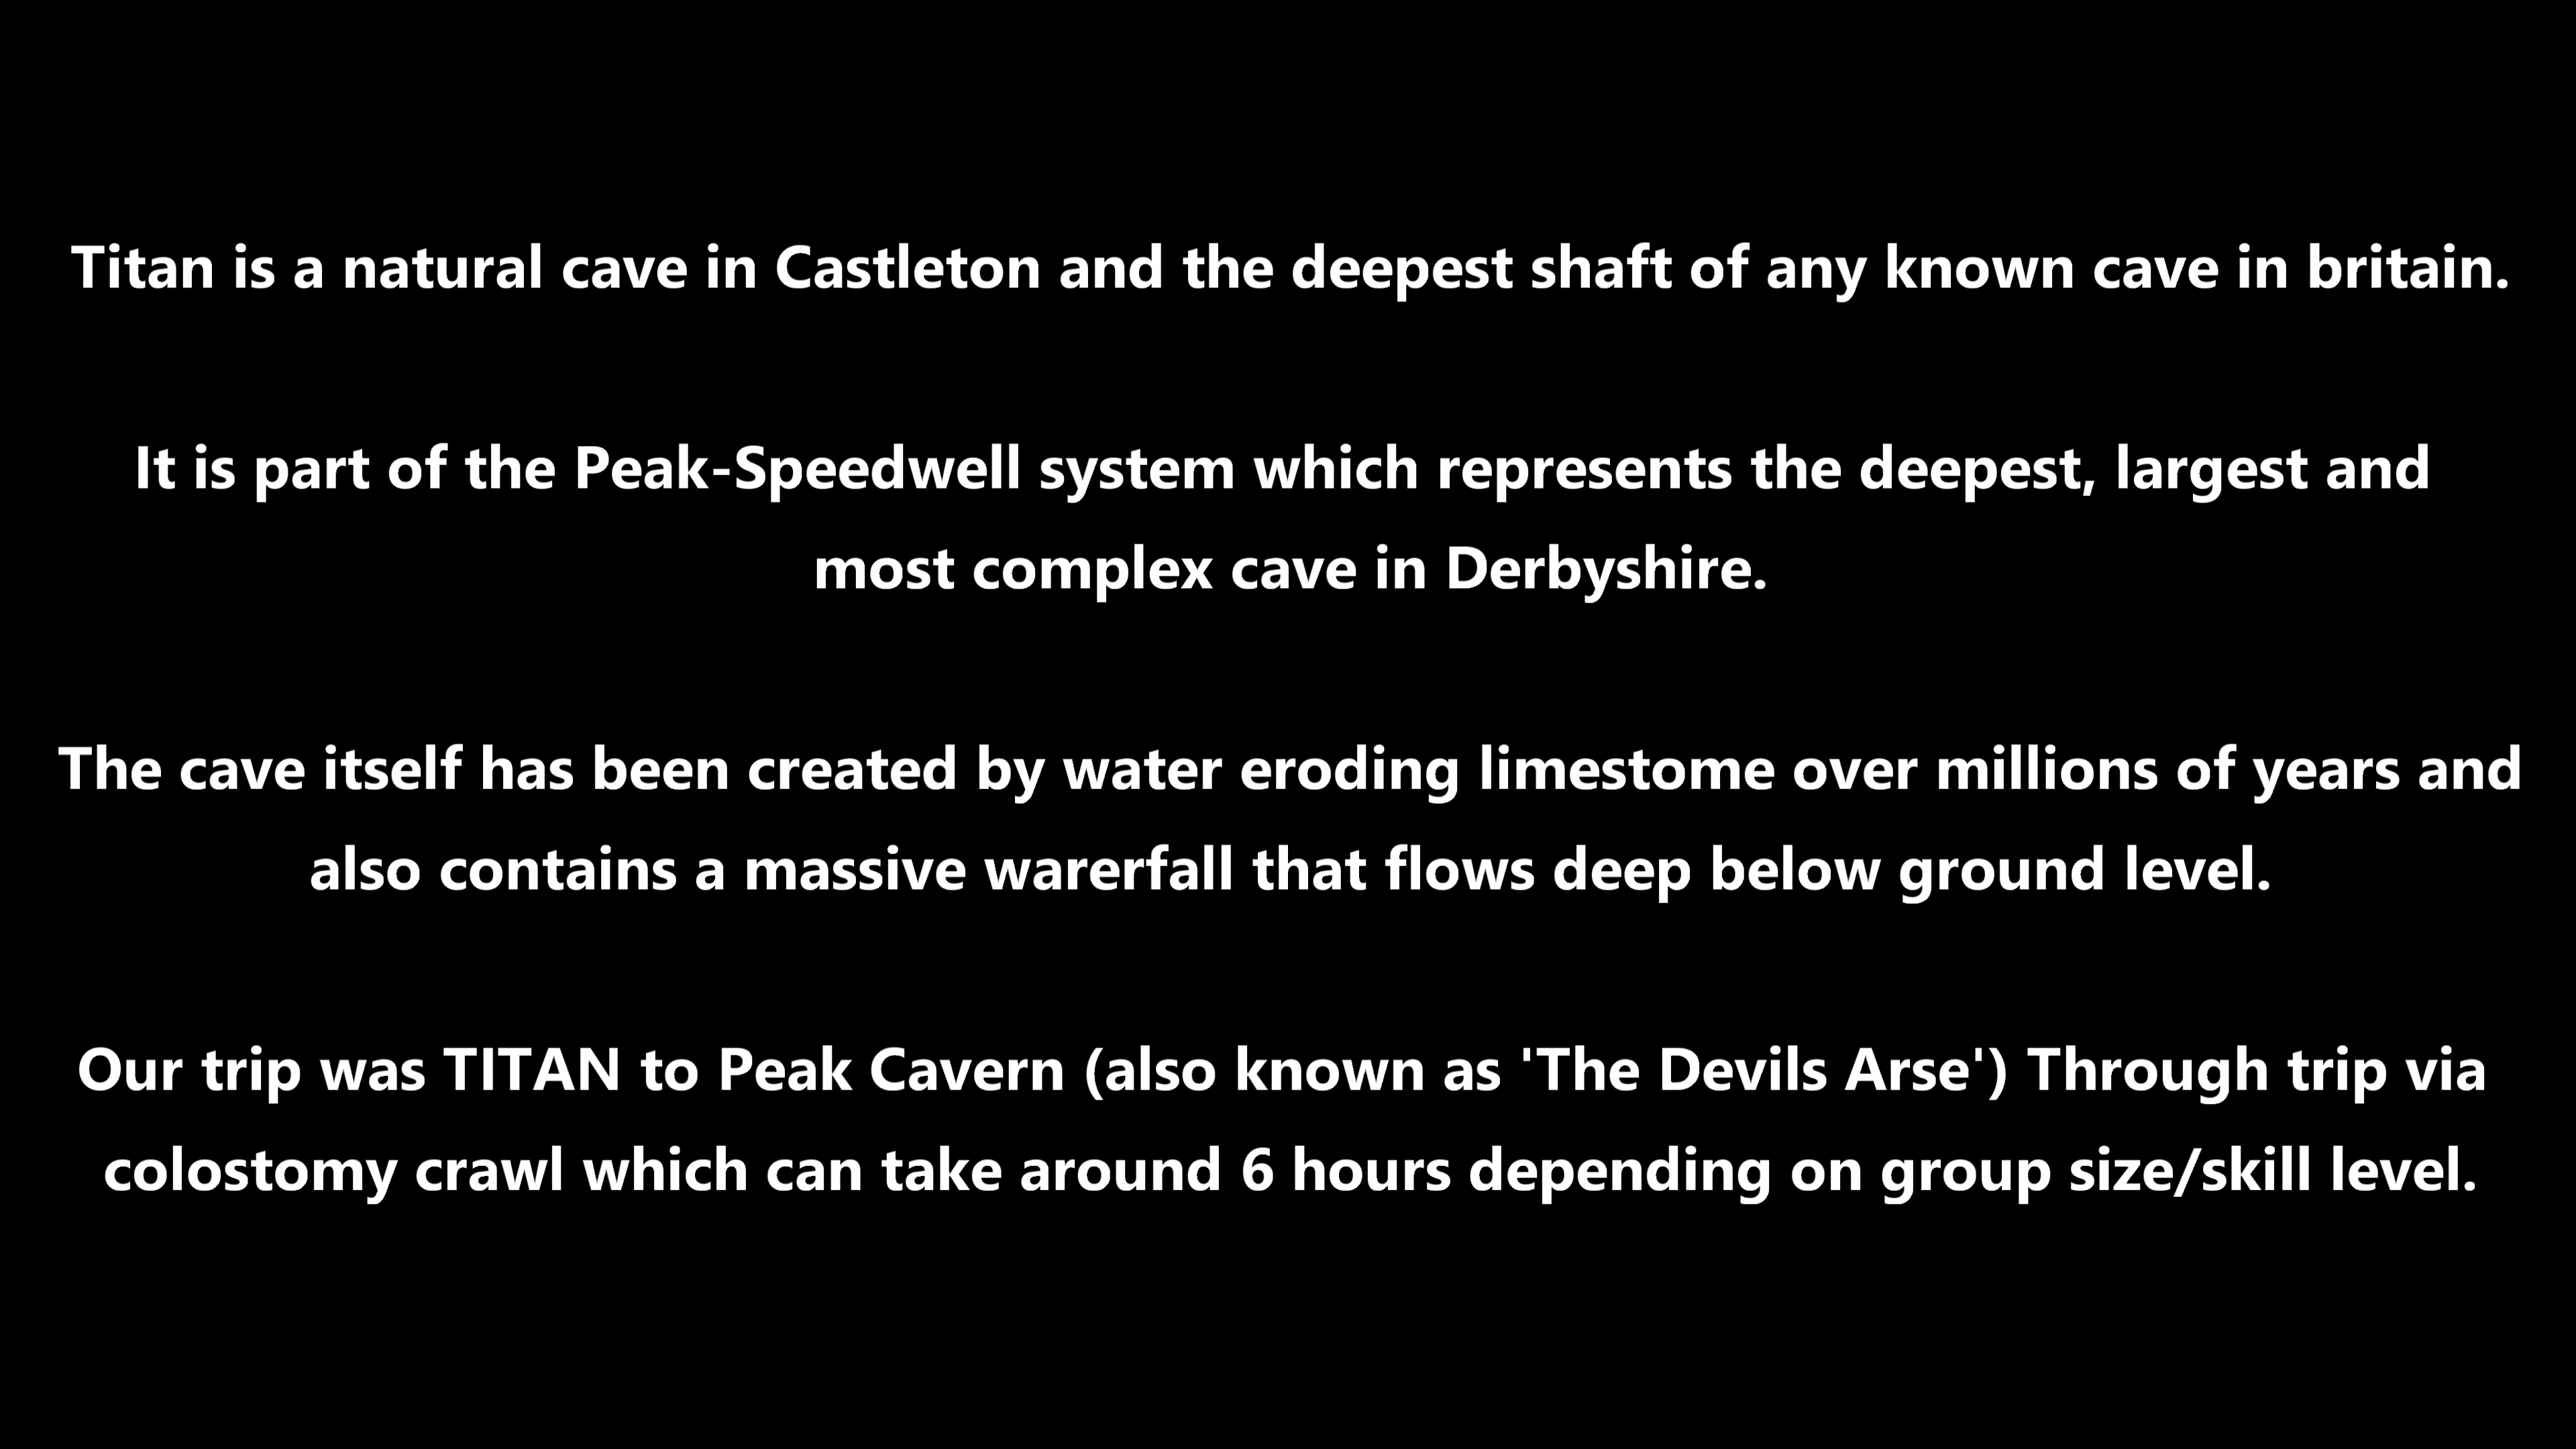 Titan is a natural cave in Castleton and the deepest shaft of any known cave in britain.
It is part of the Peak-Speedwell system which represents the deepest, largest and
most complex cave in Derbyshire.
The cave itself has been created by water eroding limestome over millions of years and
also contains a massive warerfall that flows deep below ground level.
Our trip was TITAN to Peak Cavern (also known as 'The Devils Arse') Through trip via
colostomy crawl which can take around 6 hours depending on group size/skill level.